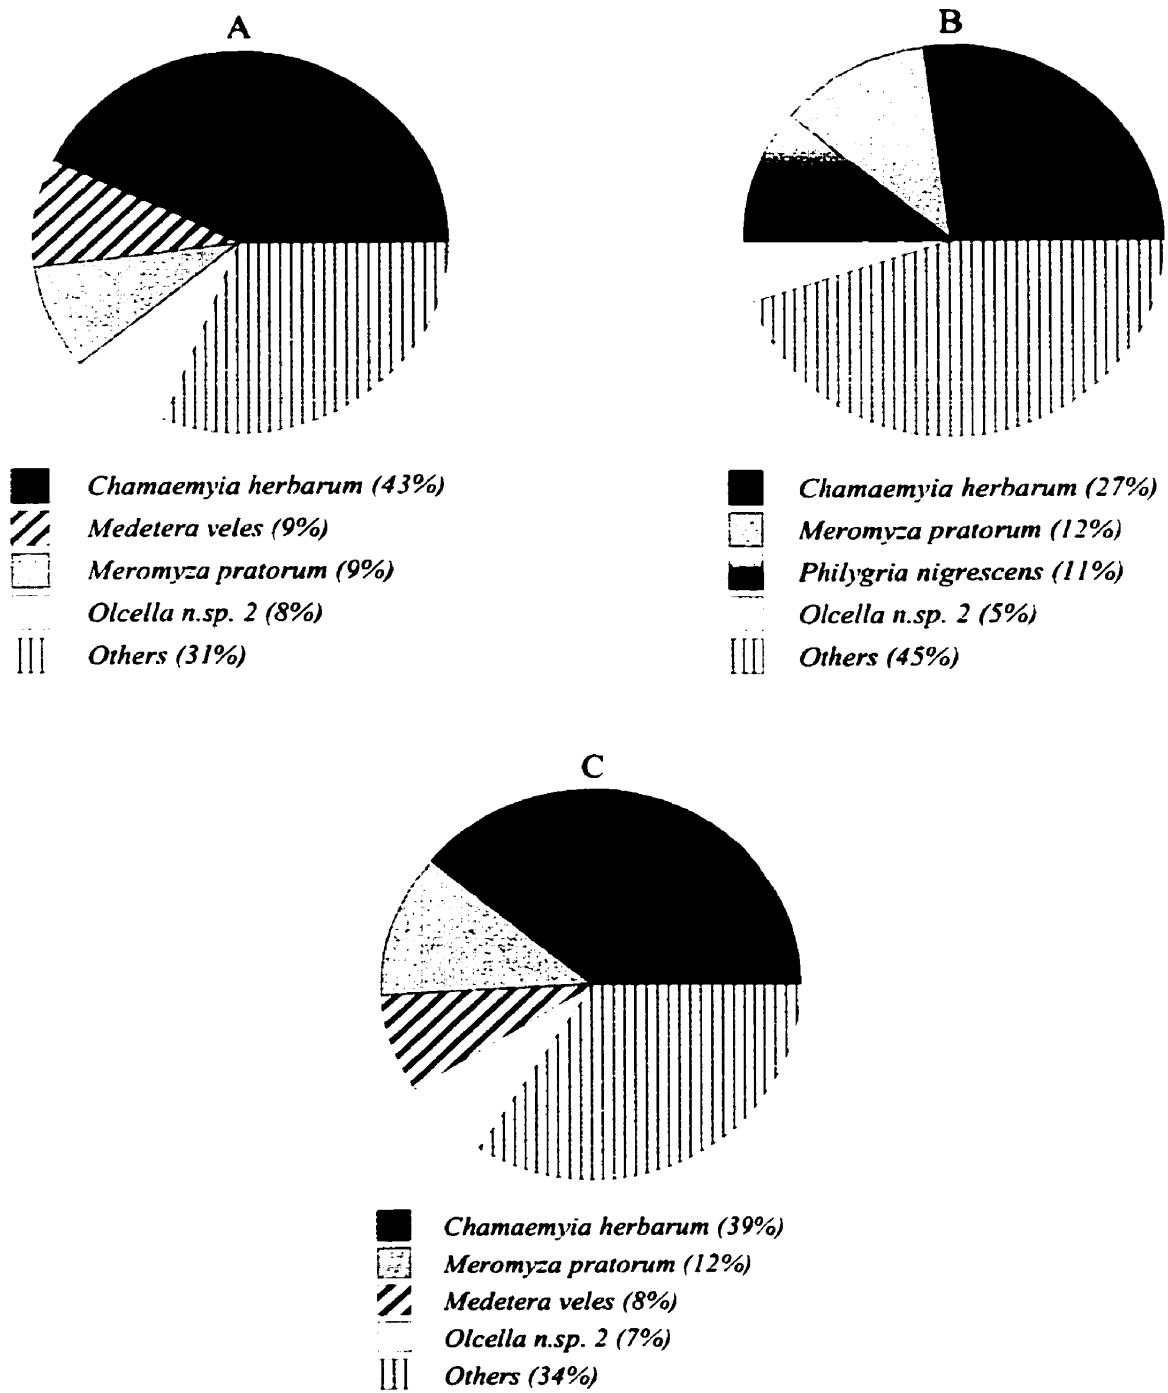 A
Chamaemyia herbarum (43%)
Medetera veles (9%)
Meromyza pratorum (9%)
Olcella n.sp. 2 (8%)
Others (31%)
B
Chamaemyia herbarum (27%)
Meromyza pratorum (12%)
Philygria nigrescens (11%)
Olcella n.sp. 2 (5%)
Others (45%)
C
Chamaemyia herbarum (39%)
Meromyza pratorum (12%)
Medetera veles (8%)
Olcella n.sp. 2 (7%)
Others (34%)